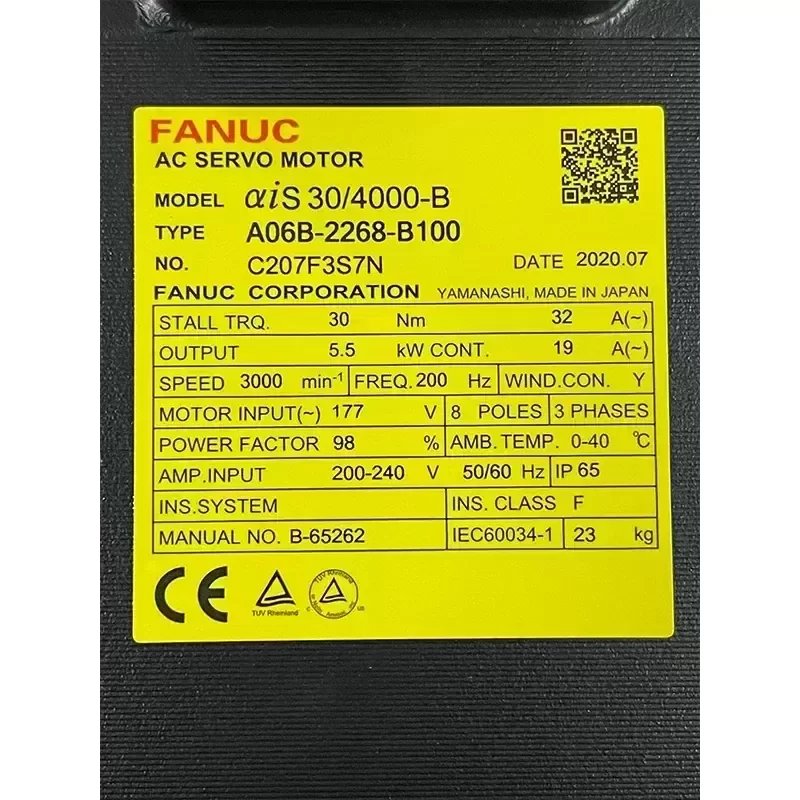 FANUC
AC SERVO MOTOR
MODEL αiS 30/4000-B
TYPE A06B-2268-B100
NO. C207F3S7N DATE 2020.07
FANUC CORPORATION YAMANASHI, MADE IN JAPAN
STALL TRQ. 30 Nm 32 A(~)
OUTPUT 5.5 kW CONT. 19 A(~)
SPEED 3000 min-1 FREQ. 200 Hz WIND.CON. Y
MOTOR INPUT(~) 177 V 8 POLES 3 PHASES
POWER FACTOR 98 % AMB.TEMP. 0-40 ℃
AMP.INPUT 200-240 V 50/60 Hz IP 65
INS.SYSTEM INS. CLASS F
MANUAL NO. B-65262 IEC60034-1 23 kg
CE
TUV Rheinland
TUV Rheinland
C US